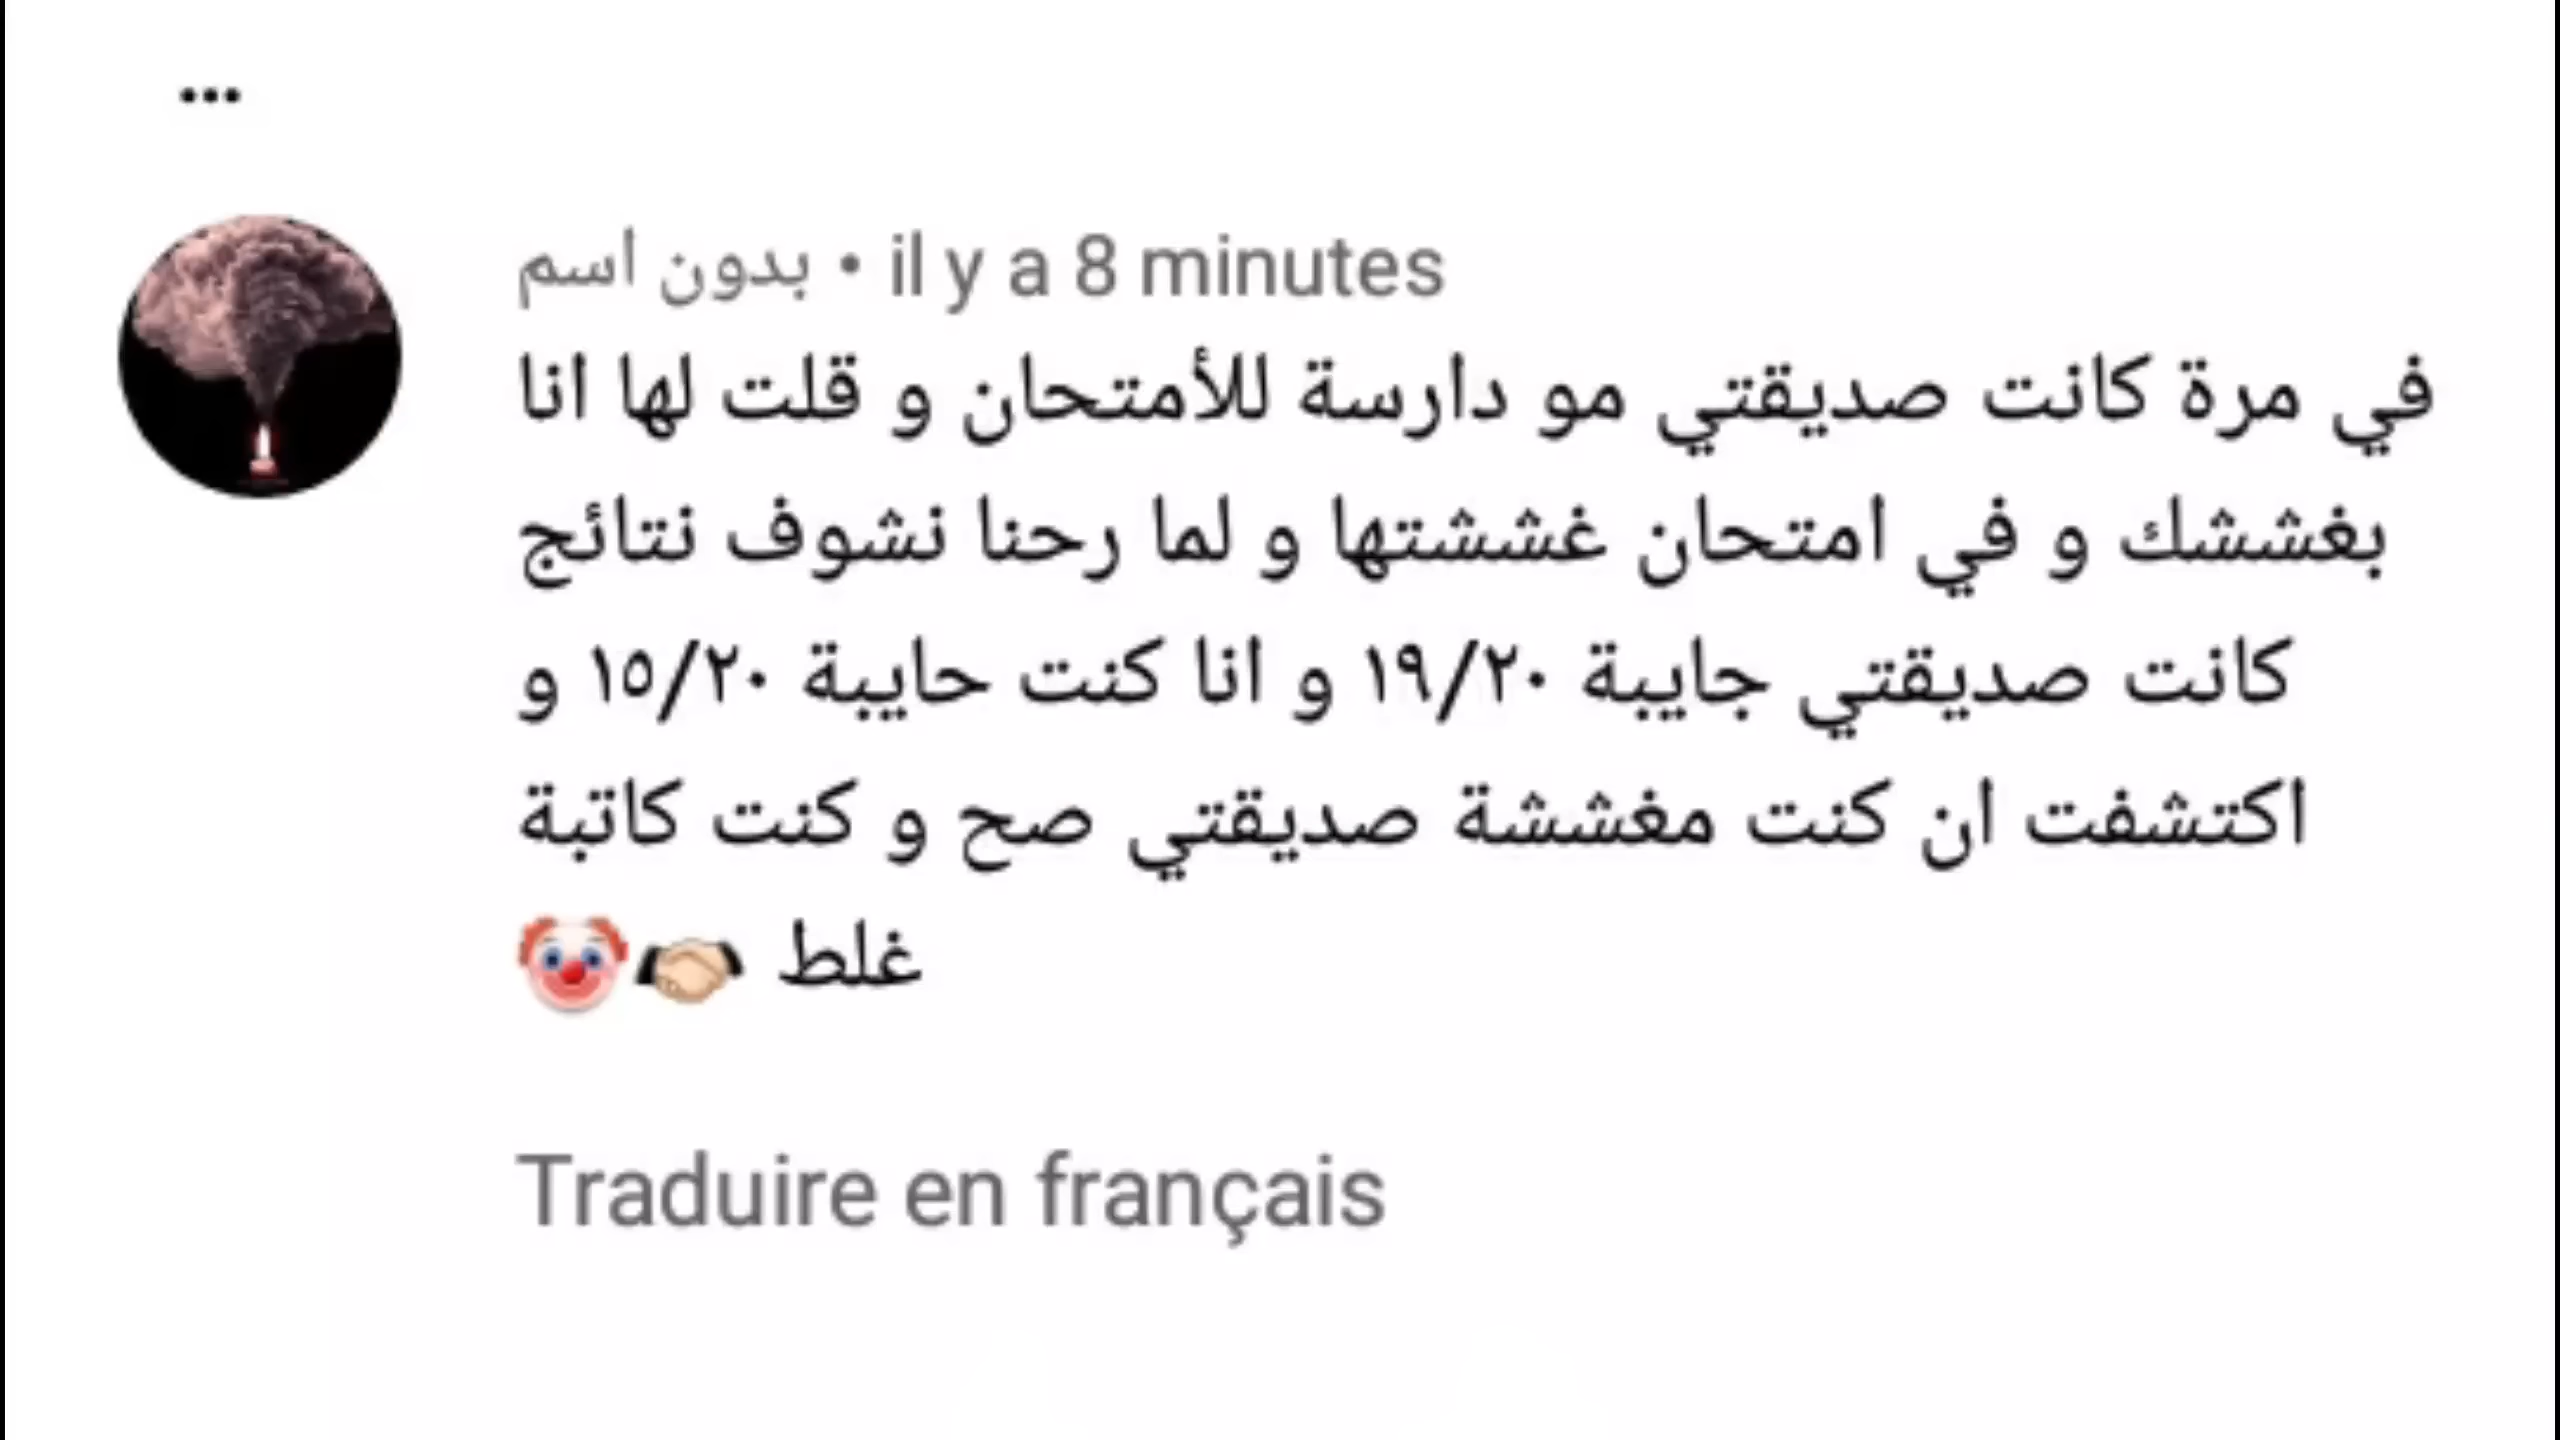 ...
بدون اسم • il y a 8 minutes
في مرة كانت صديقتي مو دارسة للأمتحان و قلت لها انا
بغششك و في امتحان غششتها و لما رحنا نشوف نتائج
كانت صديقتي جايبة ١٩/٢٠ و انا كنت حايبة ١٥/٢٠ و
اكتشفت ان كنت مغششة صديقتي صح و كنت كاتبة
غلط 🤝🏻🤡
Traduire en français